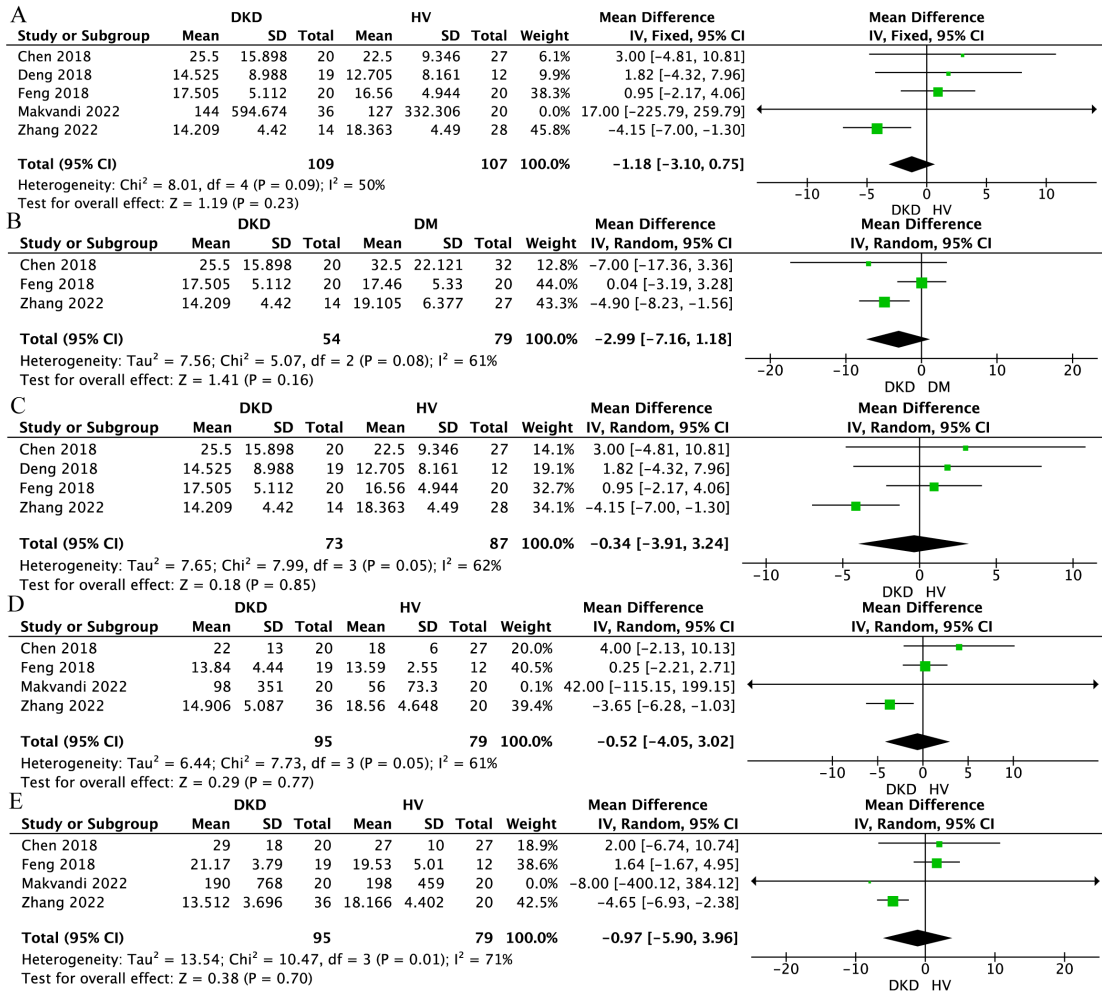 A
DKD HV Mean Difference Mean Difference
Study or Subgroup Mean SD Total Mean SD Total Weight IV, Fixed, 95% CI IV, Fixed, 95% CI
Chen 2018 25.5 15.898 20 22.5 9.346 27 6.1% 3.00 [−4.81, 10.81]
Deng 2018 14.525 8.988 19 12.705 8.161 12 9.9% 1.82 [−4.32, 7.96]
Feng 2018 17.505 5.112 20 16.56 4.944 20 38.3% 0.95 [−2.17, 4.06]
Makvandi 2022 144 594.674 36 127 332.306 20 0.0% 17.00 [−225.79, 259.79]
Zhang 2022 14.209 4.42 14 18.363 4.49 28 45.8% −4.15 [−7.00, −1.30]
Total (95% CI) 109 107 100.0% −1.18 [−3.10, 0.75]
Heterogeneity: Chi² = 8.01, df = 4 (P = 0.09); I² = 50%
Test for overall effect: Z = 1.19 (P = 0.23)
−10 −5 0 5 10
DKD HV
B
DKD DM Mean Difference Mean Difference
Study or Subgroup Mean SD Total Mean SD Total Weight IV, Random, 95% CI IV, Random, 95% CI
Chen 2018 25.5 15.898 20 32.5 22.121 32 12.8% −7.00 [−17.36, 3.36]
Feng 2018 17.505 5.112 20 17.46 5.33 20 44.0% 0.04 [−3.19, 3.28]
Zhang 2022 14.209 4.42 14 19.105 6.377 27 43.3% −4.90 [−8.23, −1.56]
Total (95% CI) 54 79 100.0% −2.99 [−7.16, 1.18]
Heterogeneity: Tau² = 7.56; Chi² = 5.07, df = 2 (P = 0.08); I² = 61%
Test for overall effect: Z = 1.41 (P = 0.16)
−20 −10 0 10 20
DKD DM
C
DKD HV Mean Difference Mean Difference
Study or Subgroup Mean SD Total Mean SD Total Weight IV, Random, 95% CI IV, Random, 95% CI
Chen 2018 25.5 15.898 20 22.5 9.346 27 14.1% 3.00 [−4.81, 10.81]
Deng 2018 14.525 8.988 19 12.705 8.161 12 19.1% 1.82 [−4.32, 7.96]
Feng 2018 17.505 5.112 20 16.56 4.944 20 32.7% 0.95 [−2.17, 4.06]
Zhang 2022 14.209 4.42 14 18.363 4.49 28 34.1% −4.15 [−7.00, −1.30]
Total (95% CI) 73 87 100.0% −0.34 [−3.91, 3.24]
Heterogeneity: Tau² = 7.65; Chi² = 7.99, df = 3 (P = 0.05); I² = 62%
Test for overall effect: Z = 0.18 (P = 0.85)
−10 −5 0 5 10
DKD HV
D
DKD HV Mean Difference Mean Difference
Study or Subgroup Mean SD Total Mean SD Total Weight IV, Random, 95% CI IV, Random, 95% CI
Chen 2018 22 13 20 18 6 27 20.0% 4.00 [−2.13, 10.13]
Feng 2018 13.84 4.44 19 13.59 2.55 12 40.5% 0.25 [−2.21, 2.71]
Makvandi 2022 98 351 20 56 73.3 20 0.1% 42.00 [−115.15, 199.15]
Zhang 2022 14.906 5.087 36 18.56 4.648 20 39.4% −3.65 [−6.28, −1.03]
Total (95% CI) 95 79 100.0% −0.52 [−4.05, 3.02]
Heterogeneity: Tau² = 6.44; Chi² = 7.73, df = 3 (P = 0.05); I² = 61%
Test for overall effect: Z = 0.29 (P = 0.77)
−10 −5 0 5 10
DKD HV
E
DKD HV Mean Difference Mean Difference
Study or Subgroup Mean SD Total Mean SD Total Weight IV, Random, 95% CI IV, Random, 95% CI
Chen 2018 29 18 20 27 10 27 18.9% 2.00 [−6.74, 10.74]
Feng 2018 21.17 3.79 19 19.53 5.01 12 38.6% 1.64 [−1.67, 4.95]
Makvandi 2022 190 768 20 198 459 20 0.0% −8.00 [−400.12, 384.12]
Zhang 2022 13.512 3.696 36 18.166 4.402 20 42.5% −4.65 [−6.93, −2.38]
Total (95% CI) 95 79 100.0% −0.97 [−5.90, 3.96]
Heterogeneity: Tau² = 13.54; Chi² = 10.47, df = 3 (P = 0.01); I² = 71%
Test for overall effect: Z = 0.38 (P = 0.70)
−20 −10 0 10 20
DKD HV